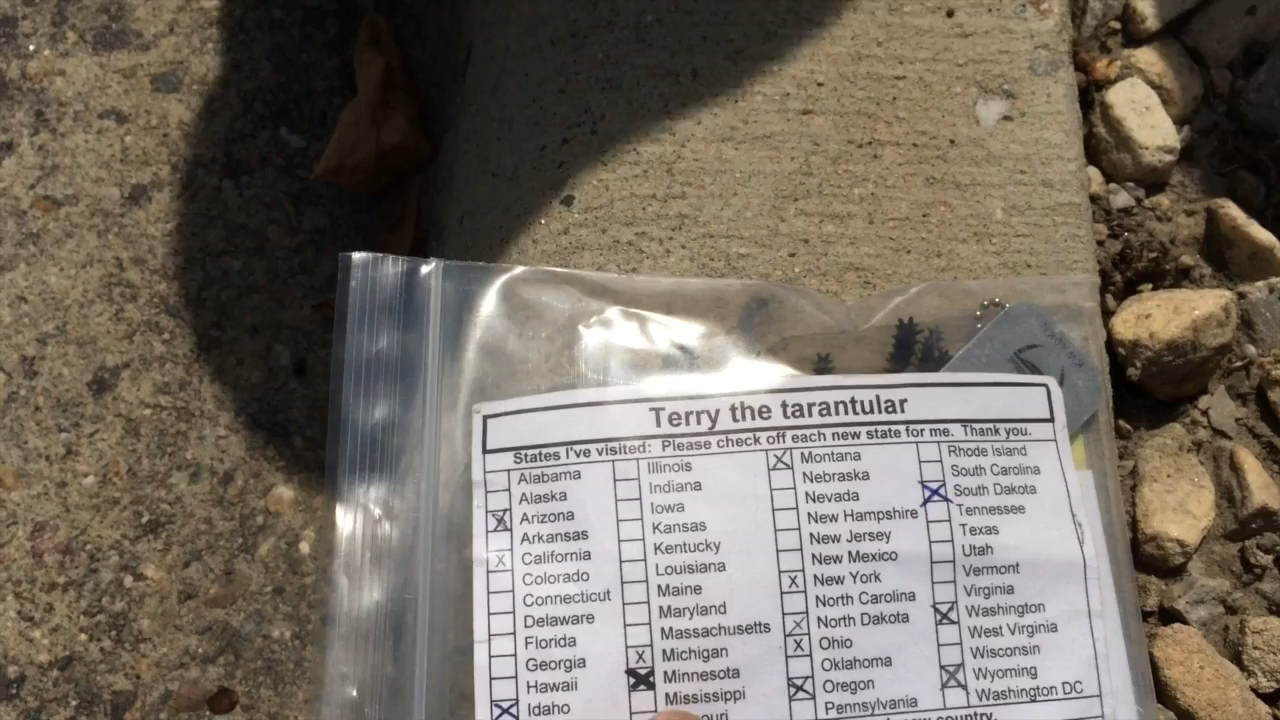 Terry the tarantular
States I've visited: Please check off each new state for me. Thank you.
Alabama
Alaska
X Arizona
Arkansas
X California
Colorado
Connecticut
Delaware
Florida
Georgia
Hawaii
X Idaho
Illinois
Indiana
Iowa
Kansas
Kentucky
Louisiana
Maine
Maryland
Massachusetts
X Michigan
X Minnesota
Mississippi
X Montana
Nebraska
Nevada
New Hampshire
New Jersey
New Mexico
X New York
North Carolina
X North Dakota
X Ohio
Oklahoma
X Oregon
Pennsylvania
Rhode Island
South Carolina
X South Dakota
Tennessee
Texas
Utah
Vermont
Virginia
X Washington
West Virginia
Wisconsin
X Wyoming
Washington DC
country.